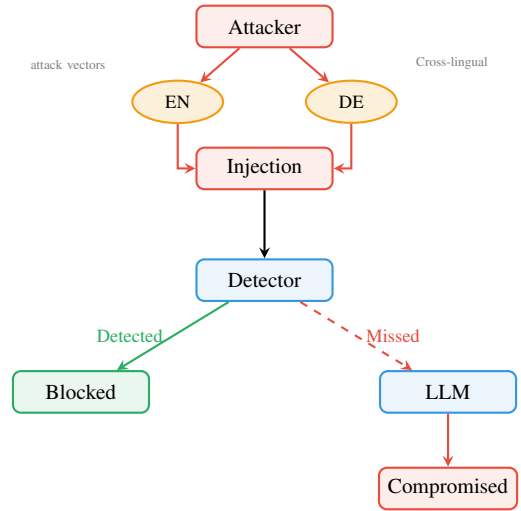 Attacker
attack vectors
Cross-lingual
EN
DE
Injection
Detector
Detected
Missed
Blocked
LLM
Compromised